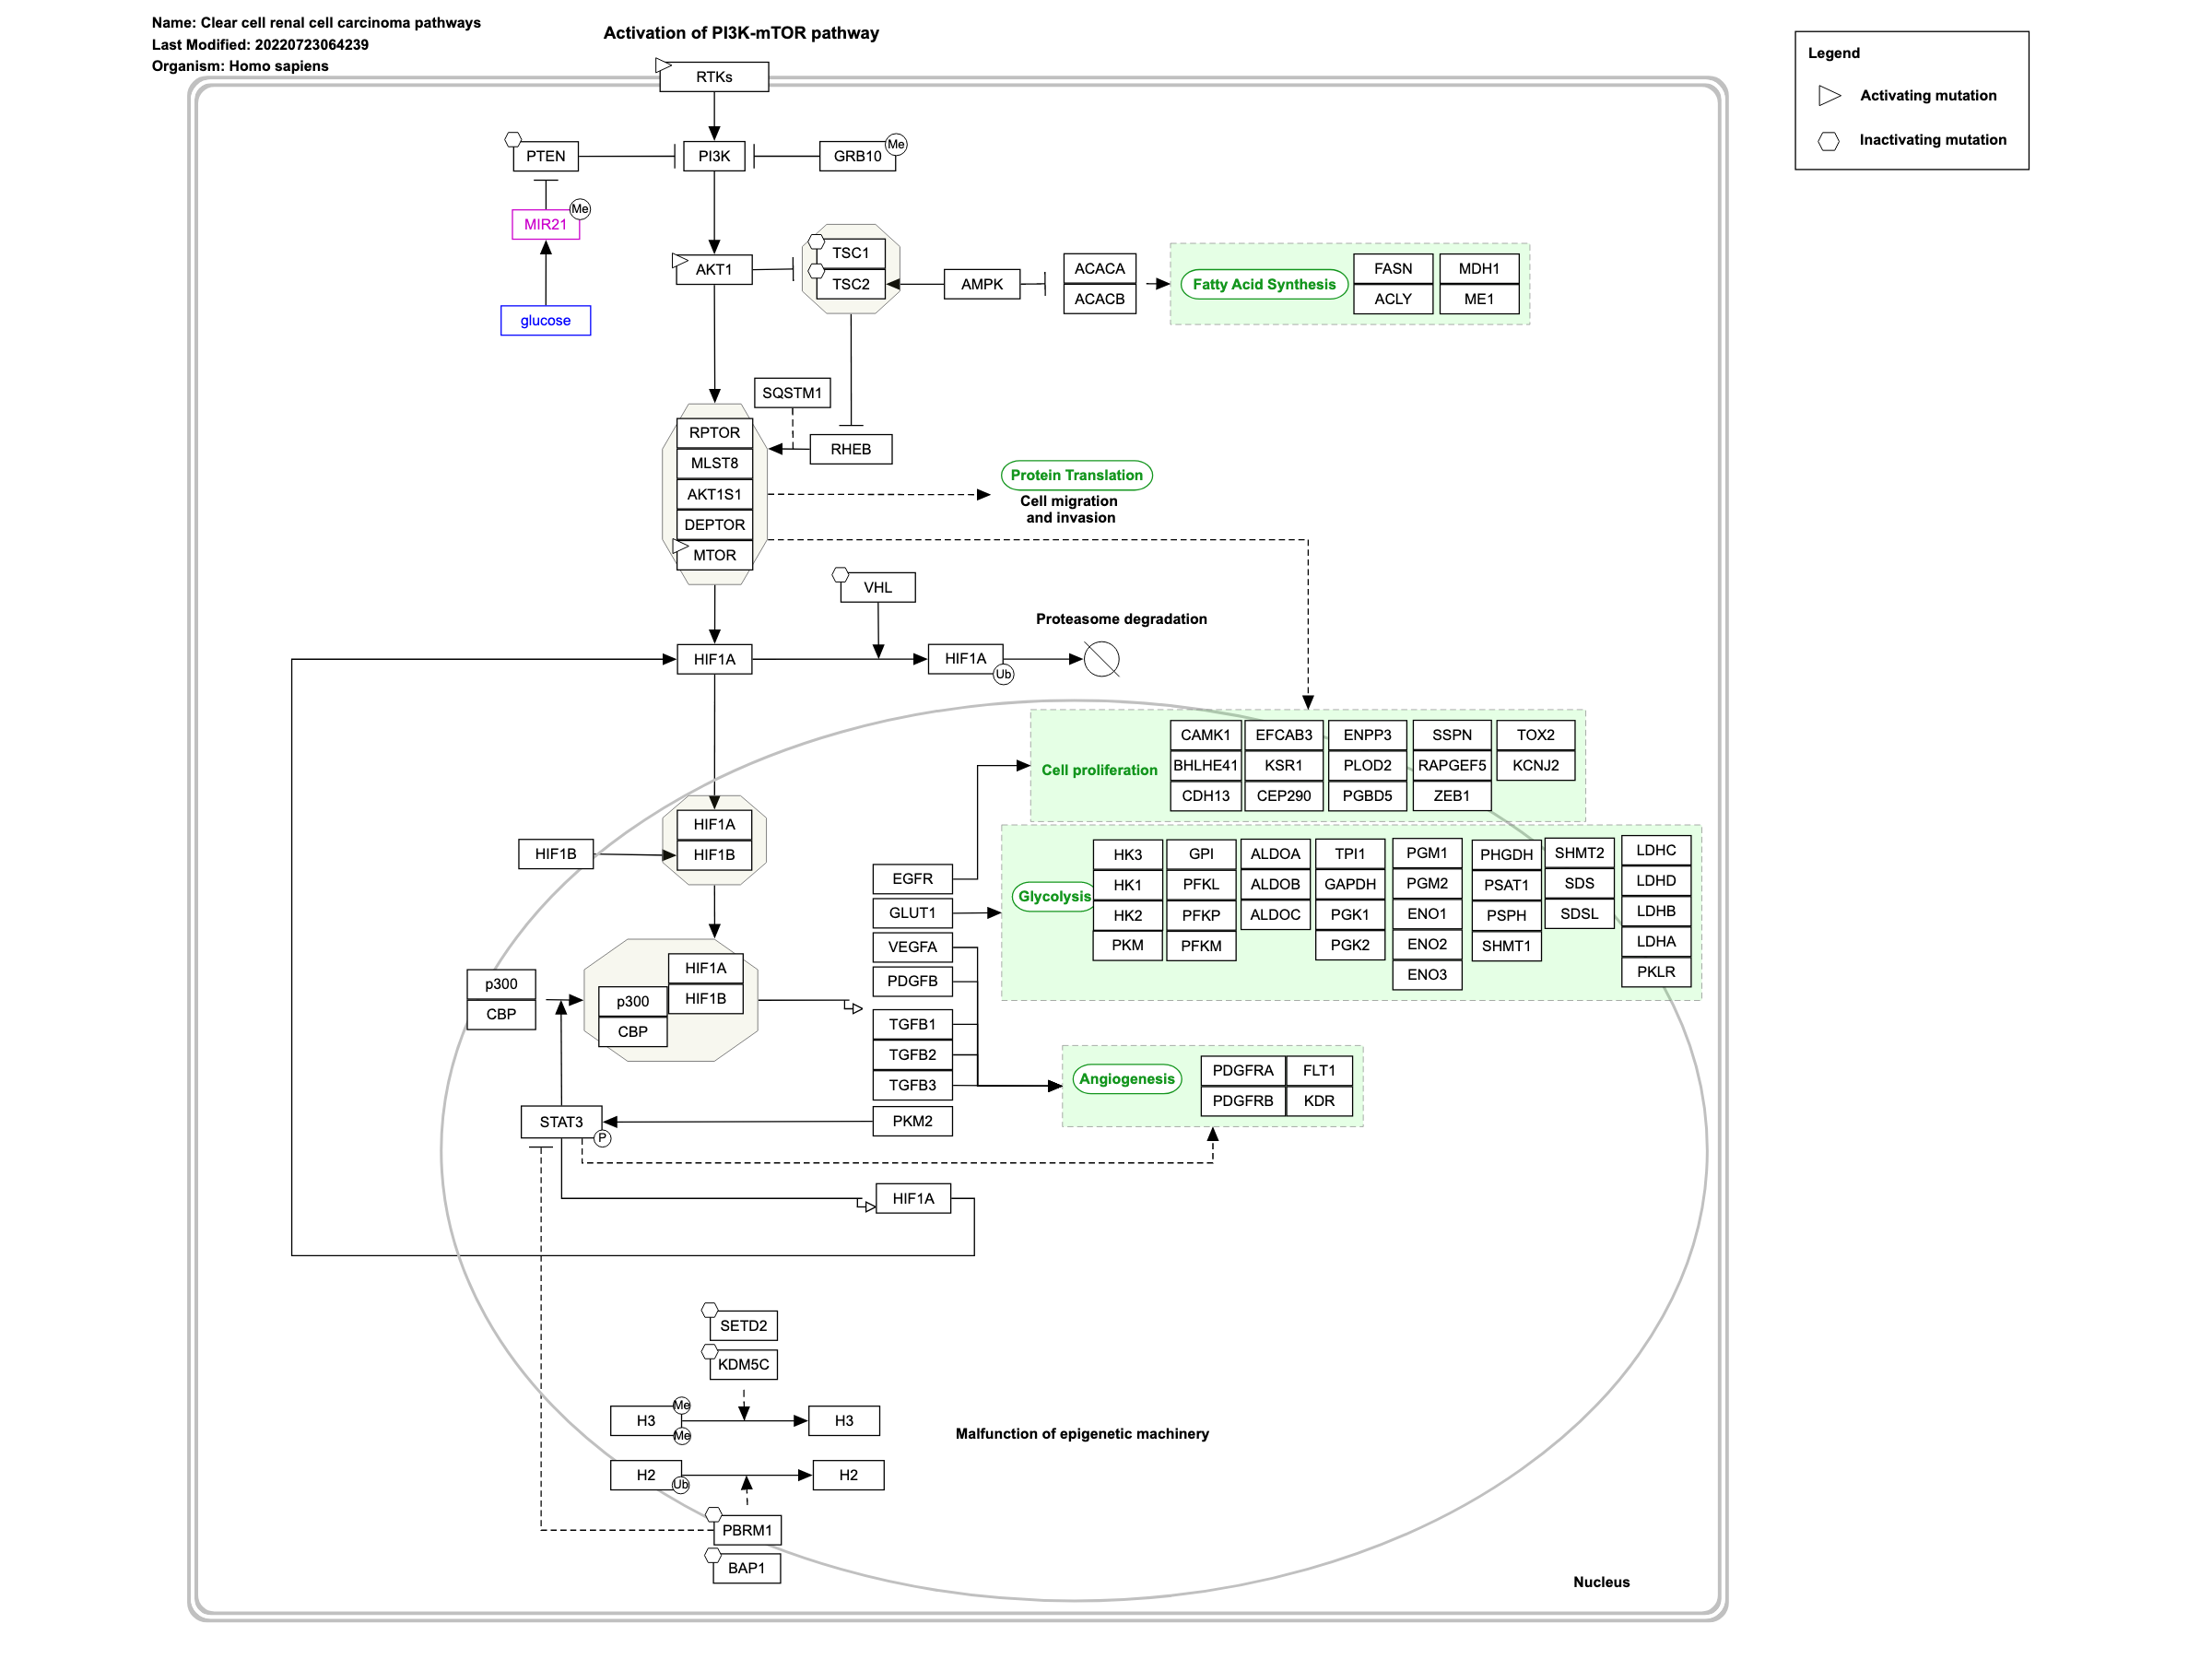 Name: Clear cell renal cell carcinoma pathways
Last Modified: 20220723064239
Organism: Homo sapiens
Activation of PI3K-mTOR pathway
Legend
Activating mutation
Inactivating mutation
RTKs
PTEN
PI3K
GRB10
Me
MIR21
Me
glucose
AKT1
TSC1
TSC2
AMPK
ACACA
ACACB
Fatty Acid Synthesis
FASN
MDH1
ACLY
ME1
SQSTM1
RHEB
RPTOR
MLST8
AKT1S1
DEPTOR
MTOR
Protein Translation
Cell migration
and invasion
VHL
Proteasome degradation
HIF1A
HIF1A
Ub
Cell proliferation
CAMK1
EFCAB3
ENPP3
SSPN
TOX2
BHLHE41
KSR1
PLOD2
RAPGEF5
KCNJ2
CDH13
CEP290
PGBD5
ZEB1
HIF1A
HIF1B
HIF1B
Glycolysis
HK3
HK1
HK2
PKM
GPI
PFKL
PFKP
PFKM
ALDOA
ALDOB
ALDOC
TPI1
GAPDH
PGK1
PGK2
PGM1
PGM2
ENO1
ENO2
ENO3
PHGDH
PSAT1
PSPH
SHMT1
SHMT2
SDS
SDSL
LDHC
LDHD
LDHB
LDHA
PKLR
EGFR
GLUT1
VEGFA
PDGFB
TGFB1
TGFB2
TGFB3
PKM2
p300
CBP
HIF1A
HIF1B
p300
CBP
Angiogenesis
PDGFRA
FLT1
PDGFRB
KDR
STAT3
P
HIF1A
SETD2
KDM5C
H3
Me
Me
H3
Malfunction of epigenetic machinery
H2
Ub
H2
PBRM1
BAP1
Nucleus